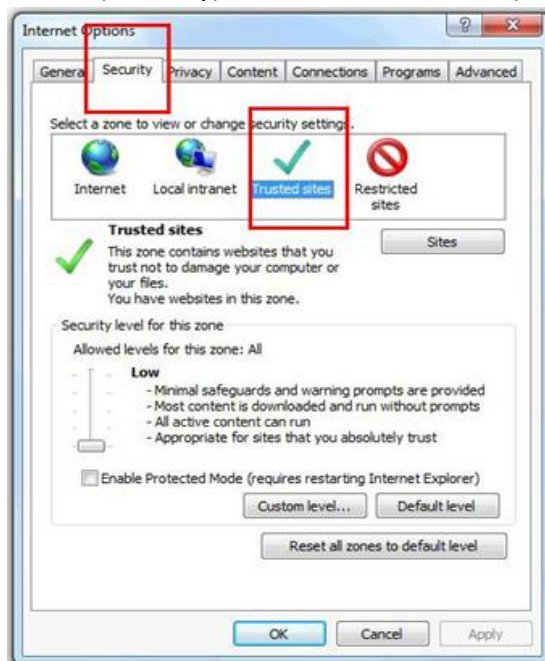 Internet Options
General Security Privacy Content Connections Programs Advanced
Select a zone to view or change security settings.
Internet Local intranet Trusted sites Restricted sites
Trusted sites
Sites
This zone contains websites that you
trust not to damage your computer or
your files.
You have websites in this zone.
Security level for this zone
Allowed levels for this zone: All
Low
- Minimal safeguards and warning prompts are provided
- Most content is downloaded and run without prompts
- All active content can run
- Appropriate for sites that you absolutely trust
Enable Protected Mode (requires restarting Internet Explorer)
Custom level... Default level
Reset all zones to default level
OK Cancel Apply